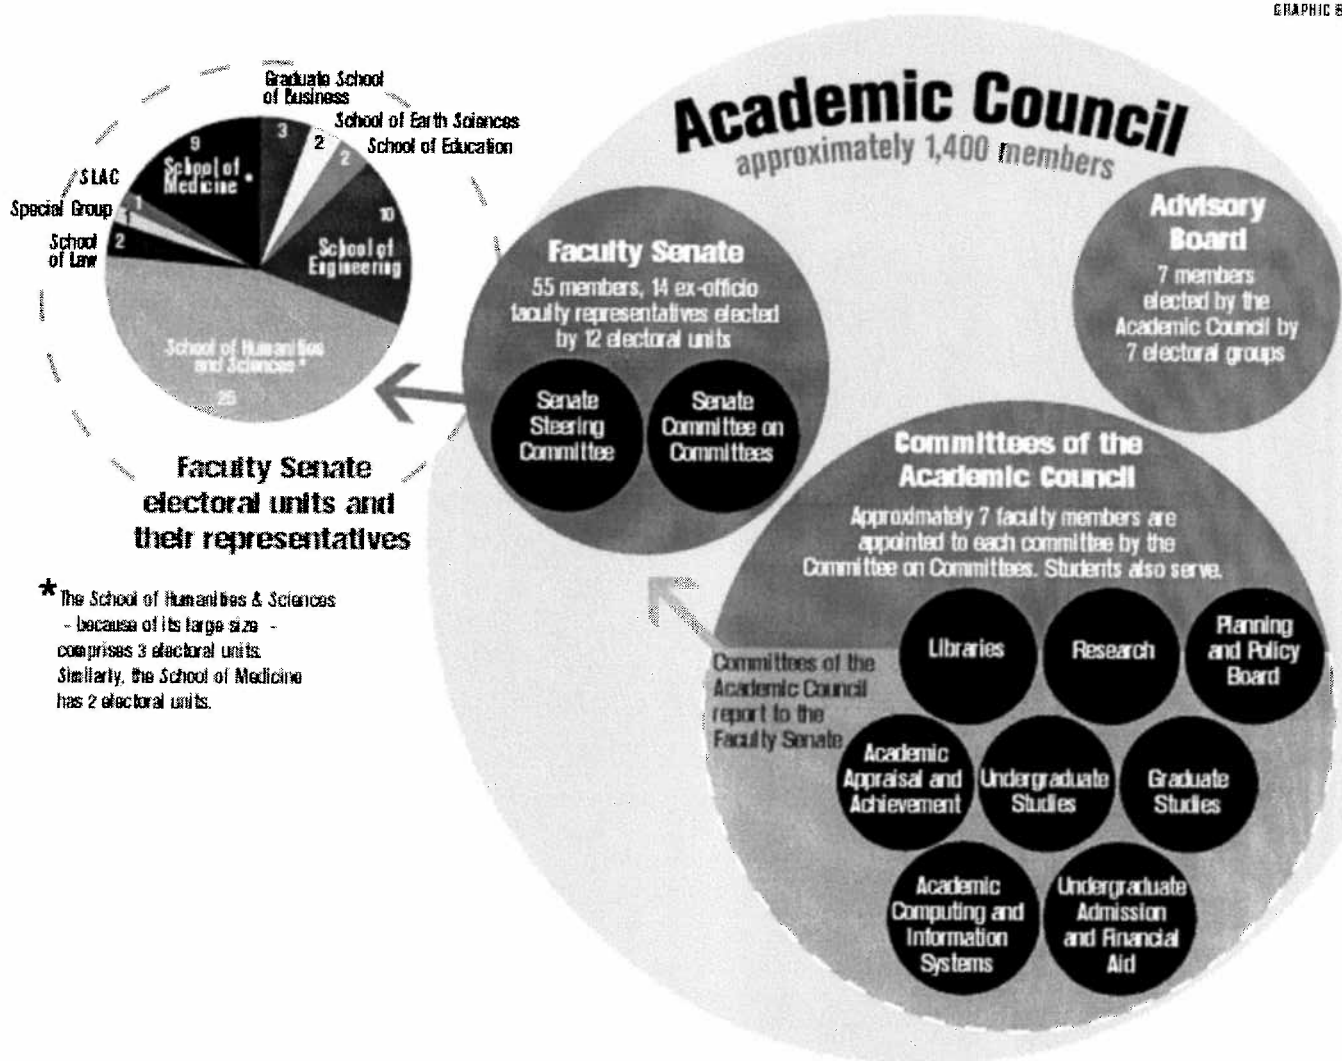 GRAPHIC
Academic Council
approximately 1,400 members
Graduate School
of Business
3
School of Earth Sciences
2
School of Education
2
10
School of
Engineering
School of Humanities
and Sciences *
School of
of Law
2
Special Group
1
SLAC
1
9
School of
Medicine *
Faculty Senate
electoral units and
their representatives
* The School of Humanities & Sciences
- because of its large size -
comprises 3 electoral units.
Similarly, the School of Medicine
has 2 electoral units.
Faculty Senate
55 members, 14 ex-officio
faculty representatives elected
by 12 electoral units
Senate
Steering
Committee
Senate
Committee on
Committees
Advisory
Board
7 members
elected by the
Academic Council by
7 electoral groups
Committees of the
Academic Council
Approximately 7 faculty members are
appointed to each committee by the
Committee on Committees. Students also serve.
Committees of the
Academic Council
report to the
Faculty Senate
Libraries
Research
Planning
and Policy
Board
Academic
Appraisal and
Achievement
Undergraduate
Studies
Graduate
Studies
Academic
Computing and
Information
Systems
Undergraduate
Admission
and Financial
Aid